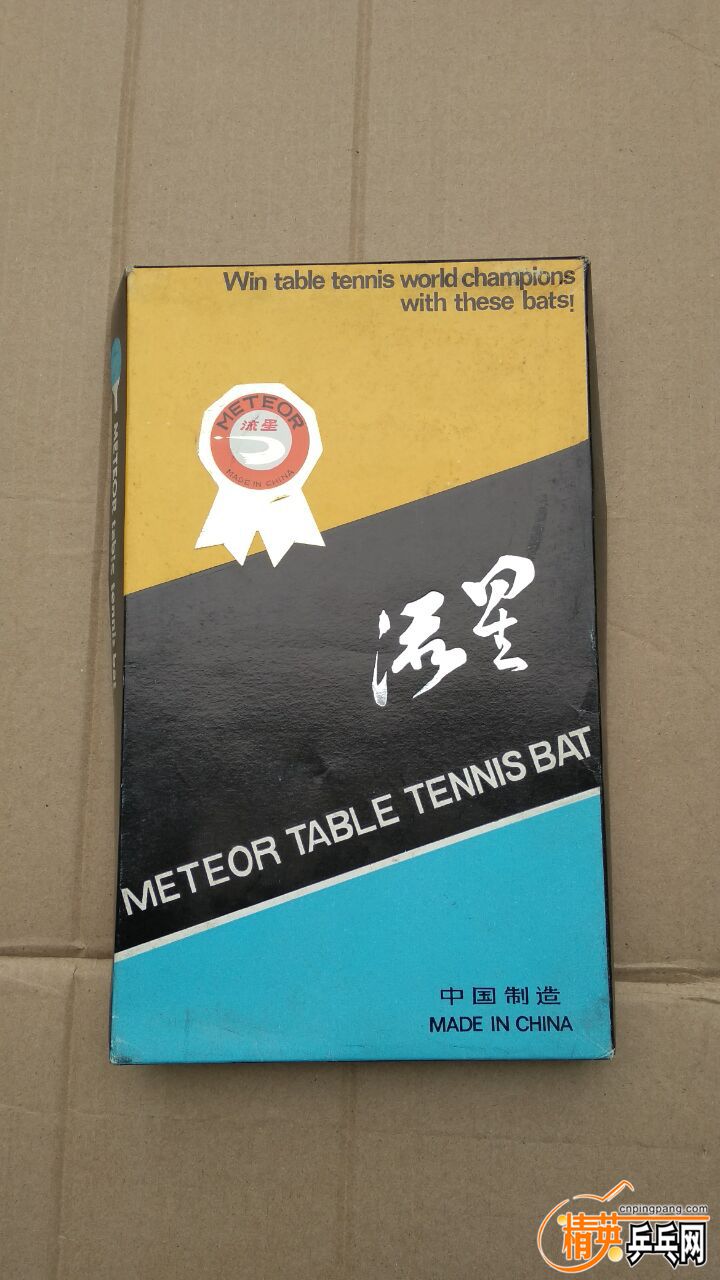 Win table tennis world champions
with these bats!
METEOR
流星
MADE IN CHINA
METEOR table tennis bat
流星
METEOR TABLE TENNIS BAT
中国制造
MADE IN CHINA
cnpingpang.com
精英乒乓网